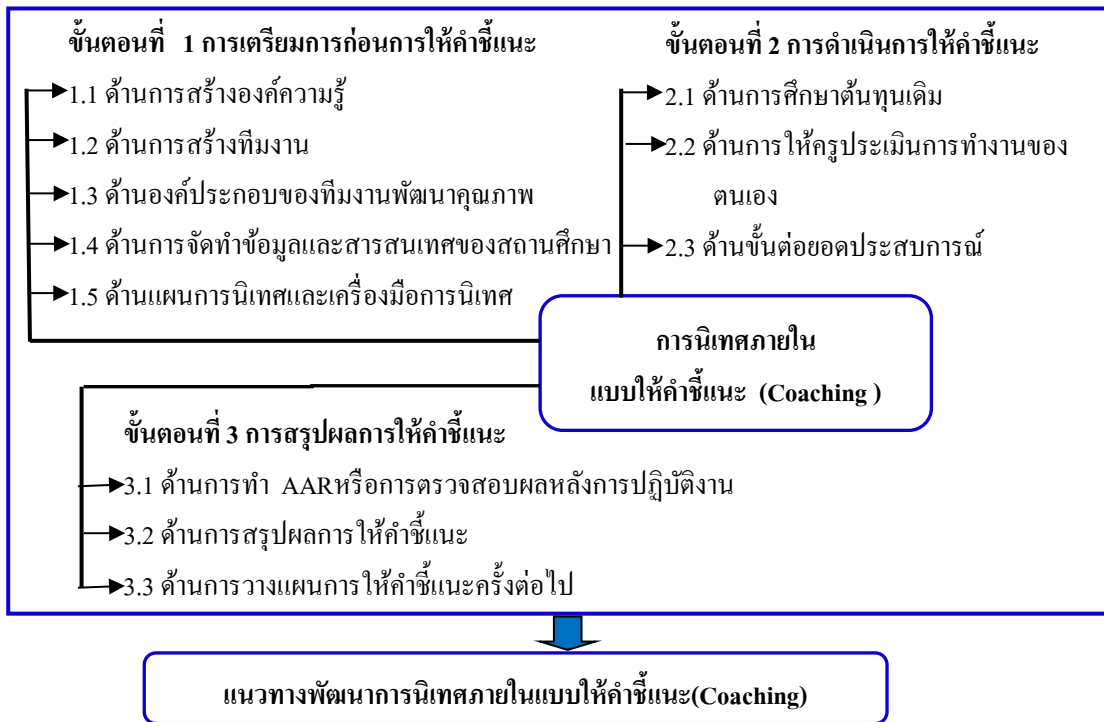 ขั้นตอนที่ 1 การเตรียมการก่อนการให้คำชี้แนะ
1.1 ด้านการสร้างองค์ความรู้
1.2 ด้านการสร้างทีมงาน
1.3 ด้านองค์ประกอบของทีมงานพัฒนาคุณภาพ
1.4 ด้านการจัดทำข้อมูลและสารสนเทศของสถานศึกษา
1.5 ด้านแผนการนิเทศและเครื่องมือการนิเทศ
ขั้นตอนที่ 2 การดำเนินการให้คำชี้แนะ
2.1 ด้านการศึกษาต้นทุนเดิม
2.2 ด้านการให้ครูประเมินการทำงานของ
ตนเอง
2.3 ด้านขั้นต่อยอดประสบการณ์
การนิเทศภายใน
แบบให้คำชี้แนะ (Coaching )
ขั้นตอนที่ 3 การสรุปผลการให้คำชี้แนะ
3.1 ด้านการทำ AARหรือการตรวจสอบผลหลังการปฏิบัติงาน
3.2 ด้านการสรุปผลการให้คำชี้แนะ
3.3 ด้านการวางแผนการให้คำชี้แนะครั้งต่อไป
แนวทางพัฒนาการนิเทศภายในแบบให้คำชี้แนะ(Coaching)